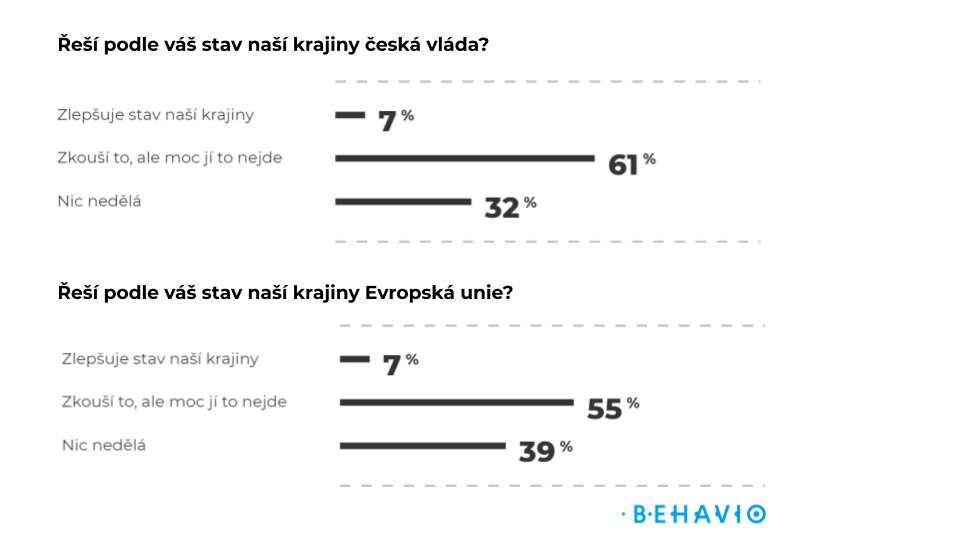 Řeší podle váš stav naší krajiny česká vláda?
Zlepšuje stav naší krajiny 7 %
Zkouší to, ale moc jí to nejde 61 %
Nic nedělá 32 %
Řeší podle váš stav naší krajiny Evropská unie?
Zlepšuje stav naší krajiny 7 %
Zkouší to, ale moc jí to nejde 55 %
Nic nedělá 39 %
BEHAVIO